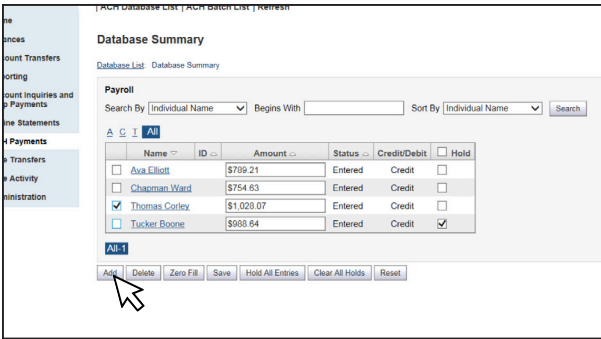 | ACH Database List | ACH Batch List | Refresh
me
ances
ount Transfers
orting
ount Inquiries and
p Payments
ine Statements
H Payments
e Transfers
e Activity
ministration
Database Summary
Database List: Database Summary
Payroll
Search By Individual Name Begins With Sort By Individual Name Search
A C T All
Name ID Amount Status Credit/Debit Hold
Ava Elliott $789.21 Entered Credit
Chapman Ward $754.63 Entered Credit
Thomas Corley $1,028.07 Entered Credit
Tucker Boone $988.64 Entered Credit
All-1
Add Delete Zero Fill Save Hold All Entries Clear All Holds Reset